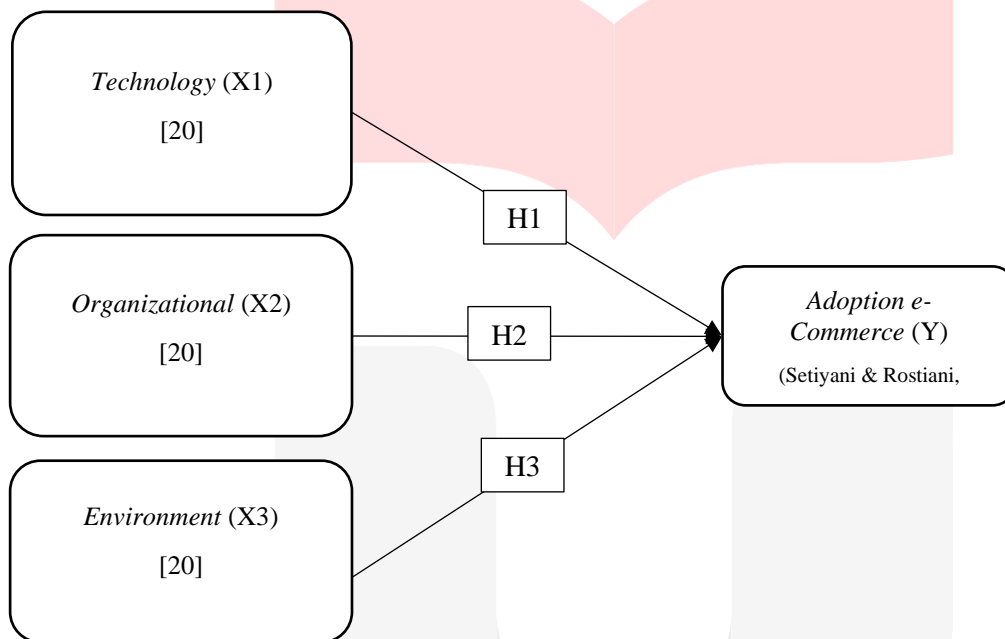 Technology (X1)
[20]
H1
Organizational (X2)
[20]
H2
Adoption e-
Commerce (Y)
(Setiyani & Rostiani,
H3
Environment (X3)
[20]